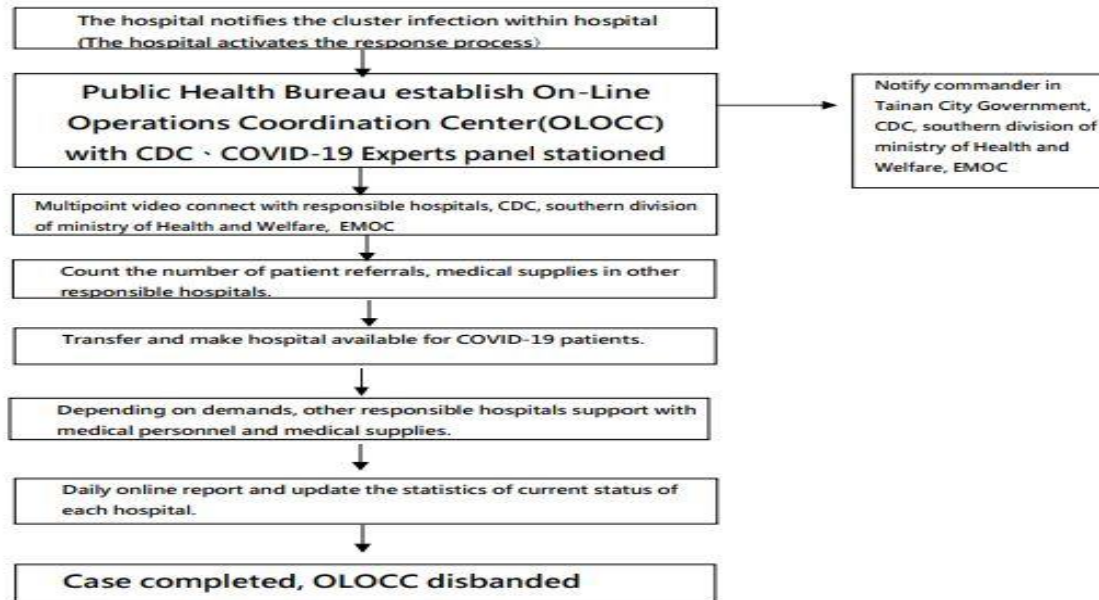 The hospital notifies the cluster infection within hospital
(The hospital activates the response process)
Public Health Bureau establish On-Line
Operations Coordination Center(OLOCC)
with CDC、COVID-19 Experts panel stationed
Notify commander in
Tainan City Government,
CDC, southern division of
ministry of Health and
Welfare, EMOC
Multipoint video connect with responsible hospitals, CDC, southern division
of ministry of Health and Welfare, EMOC
Count the number of patient referrals, medical supplies in other
responsible hospitals.
Transfer and make hospital available for COVID-19 patients.
Depending on demands, other responsible hospitals support with
medical personnel and medical supplies.
Daily online report and update the statistics of current status of
each hospital.
Case completed, OLOCC disbanded